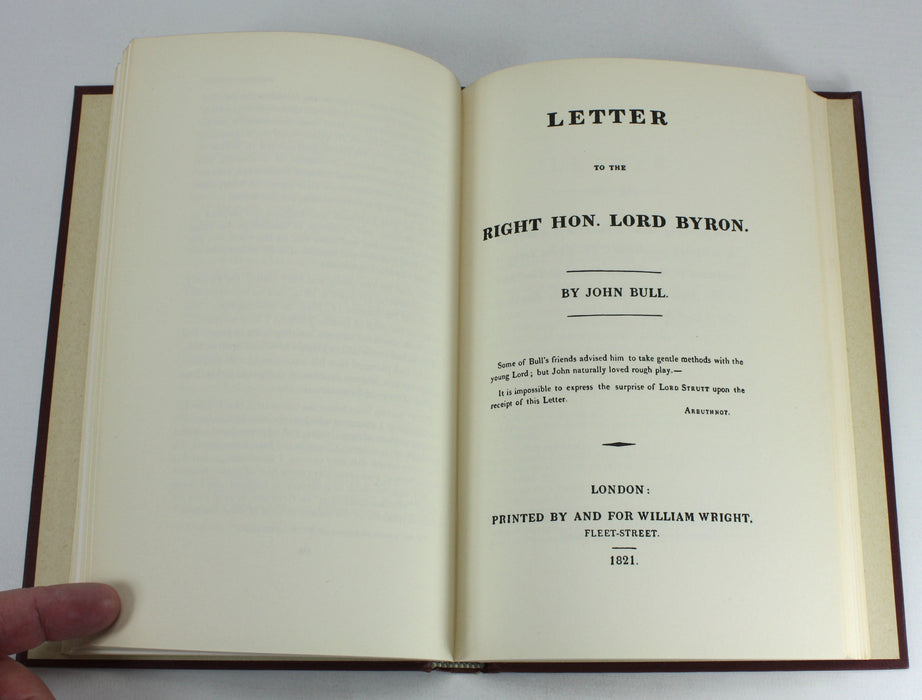 LETTER
TO THE
RIGHT HON. LORD BYRON.
BY JOHN BULL.
Some of Bull's friends advised him to take gentle methods with the
young Lord; but John naturally loved rough play.—
It is impossible to express the surprise of LORD STRUTT upon the
receipt of this Letter.
ARBUTHNOT.
LONDON:
PRINTED BY AND FOR WILLIAM WRIGHT,
FLEET-STREET.
1821.